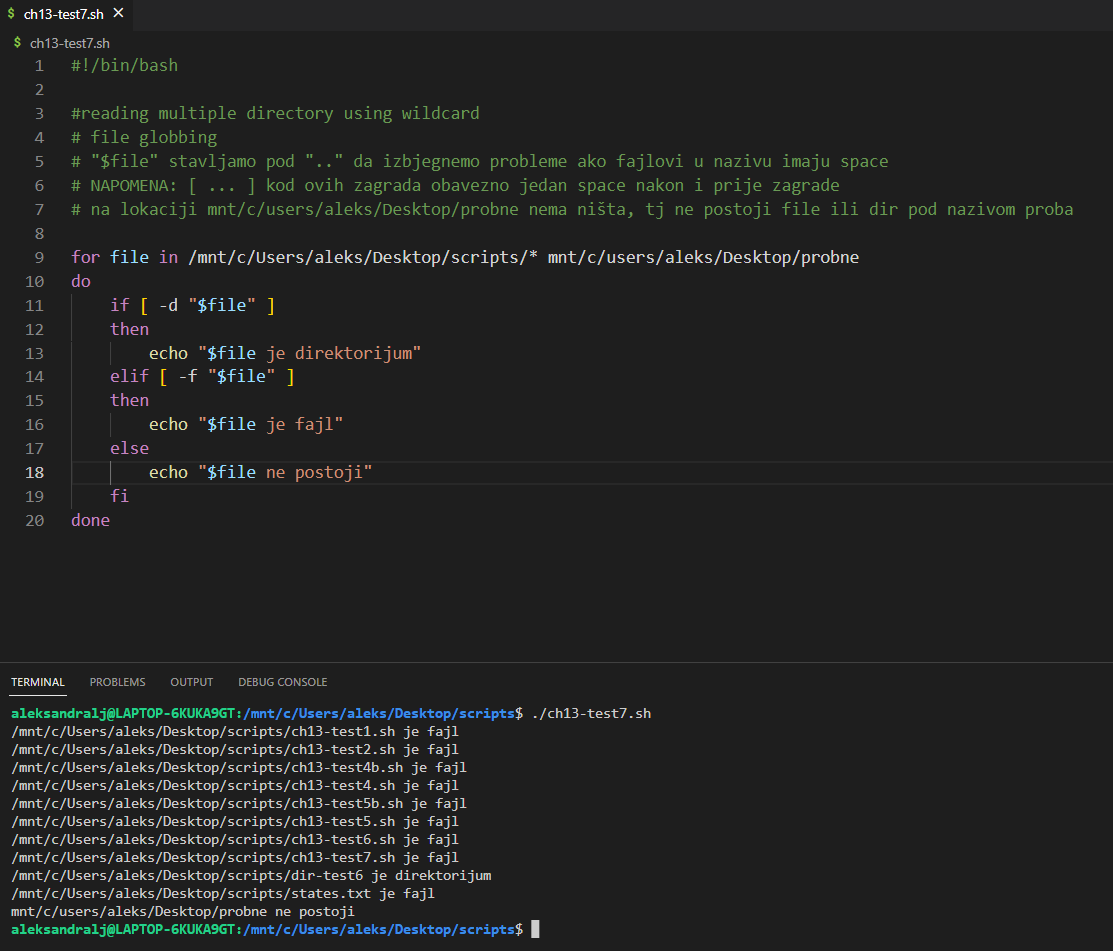 $ ch13-test7.sh ✕
$ ch13-test7.sh
1 #!/bin/bash
2
3 #reading multiple directory using wildcard
4 # file globbing
5 # "$file" stavljamo pod ".." da izbjegnemo probleme ako fajlovi u nazivu imaju space
6 # NAPOMENA: [ ... ] kod ovih zagrada obavezno jedan space nakon i prije zagrade
7 # na lokaciji mnt/c/users/aleks/Desktop/probne nema ništa, tj ne postoji file ili dir pod nazivom proba
8
9 for file in /mnt/c/Users/aleks/Desktop/scripts/* mnt/c/users/aleks/Desktop/probne
10 do
11     if [ -d "$file" ]
12     then
13         echo "$file je direktorijum"
14     elif [ -f "$file" ]
15     then
16         echo "$file je fajl"
17     else
18         echo "$file ne postoji"
19     fi
20 done
TERMINAL PROBLEMS OUTPUT DEBUG CONSOLE
aleksandralj@LAPTOP-6KUKA9GT:/mnt/c/Users/aleks/Desktop/scripts$ ./ch13-test7.sh
/mnt/c/Users/aleks/Desktop/scripts/ch13-test1.sh je fajl
/mnt/c/Users/aleks/Desktop/scripts/ch13-test2.sh je fajl
/mnt/c/Users/aleks/Desktop/scripts/ch13-test4b.sh je fajl
/mnt/c/Users/aleks/Desktop/scripts/ch13-test4.sh je fajl
/mnt/c/Users/aleks/Desktop/scripts/ch13-test5b.sh je fajl
/mnt/c/Users/aleks/Desktop/scripts/ch13-test5.sh je fajl
/mnt/c/Users/aleks/Desktop/scripts/ch13-test6.sh je fajl
/mnt/c/Users/aleks/Desktop/scripts/ch13-test7.sh je fajl
/mnt/c/Users/aleks/Desktop/scripts/dir-test6 je direktorijum
/mnt/c/Users/aleks/Desktop/scripts/states.txt je fajl
mnt/c/users/aleks/Desktop/probne ne postoji
aleksandralj@LAPTOP-6KUKA9GT:/mnt/c/Users/aleks/Desktop/scripts$